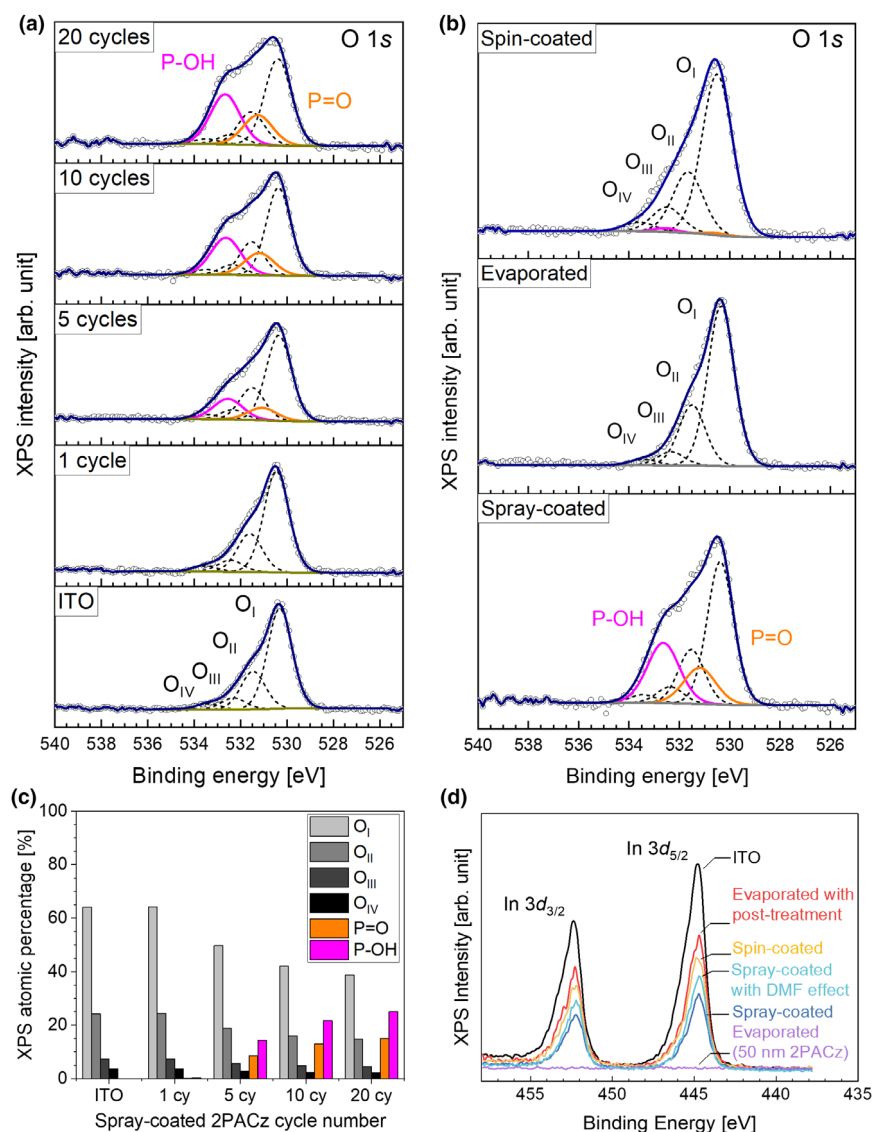 (a)
20 cycles
O 1s
P-OH
P=O
10 cycles
5 cycles
1 cycle
ITO
O_I
O_II
O_III
O_IV
XPS intensity [arb. unit]
540 538 536 534 532 530 528 526
Binding energy [eV]
(b)
Spin-coated
O 1s
O_I
O_II
O_III
O_IV
Evaporated
O_I
O_II
O_III
O_IV
Spray-coated
P-OH
P=O
XPS intensity [arb. unit]
540 538 536 534 532 530 528 526
Binding energy [eV]
(c)
XPS atomic percentage [%]
100
80
60
40
20
0
O_I
O_II
O_III
O_IV
P=O
P-OH
ITO 1 cy 5 cy 10 cy 20 cy
Spray-coated 2PACz cycle number
(d)
XPS Intensity [arb. unit]
In 3d_3/2
In 3d_5/2
ITO
Evaporated with
post-treatment
Spin-coated
Spray-coated
with DMF effect
Spray-coated
Evaporated
(50 nm 2PACz)
455 450 445 440 435
Binding Energy [eV]